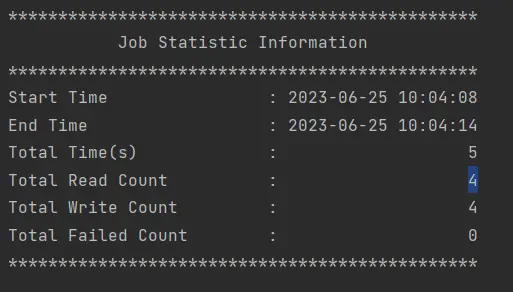 ***********************************************
           Job Statistic Information
***********************************************
Start Time                : 2023-06-25 10:04:08
End Time                  : 2023-06-25 10:04:14
Total Time(s)             :                   5
Total Read Count          :                   4
Total Write Count         :                   4
Total Failed Count        :                   0
***********************************************